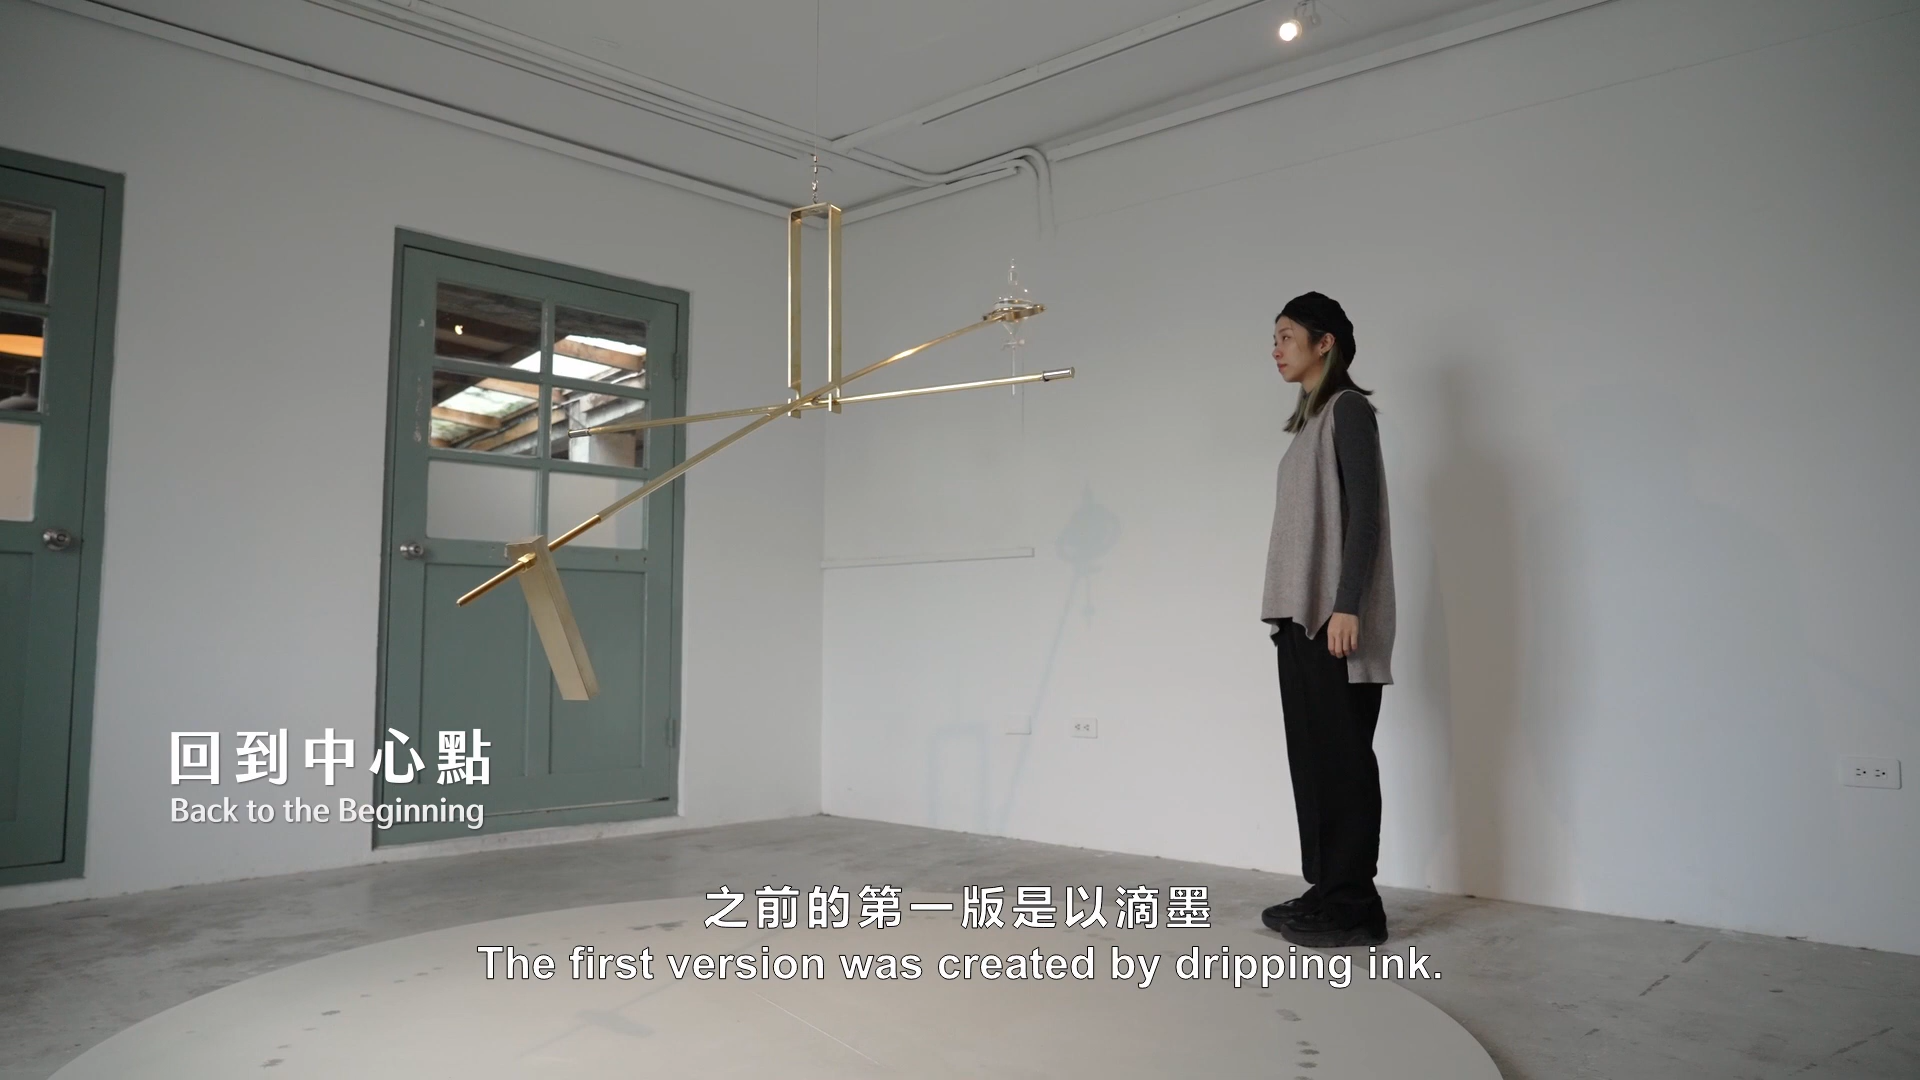 回到中心點
Back to the Beginning
之前的第一版是以滴墨
The first version was created by dripping ink.